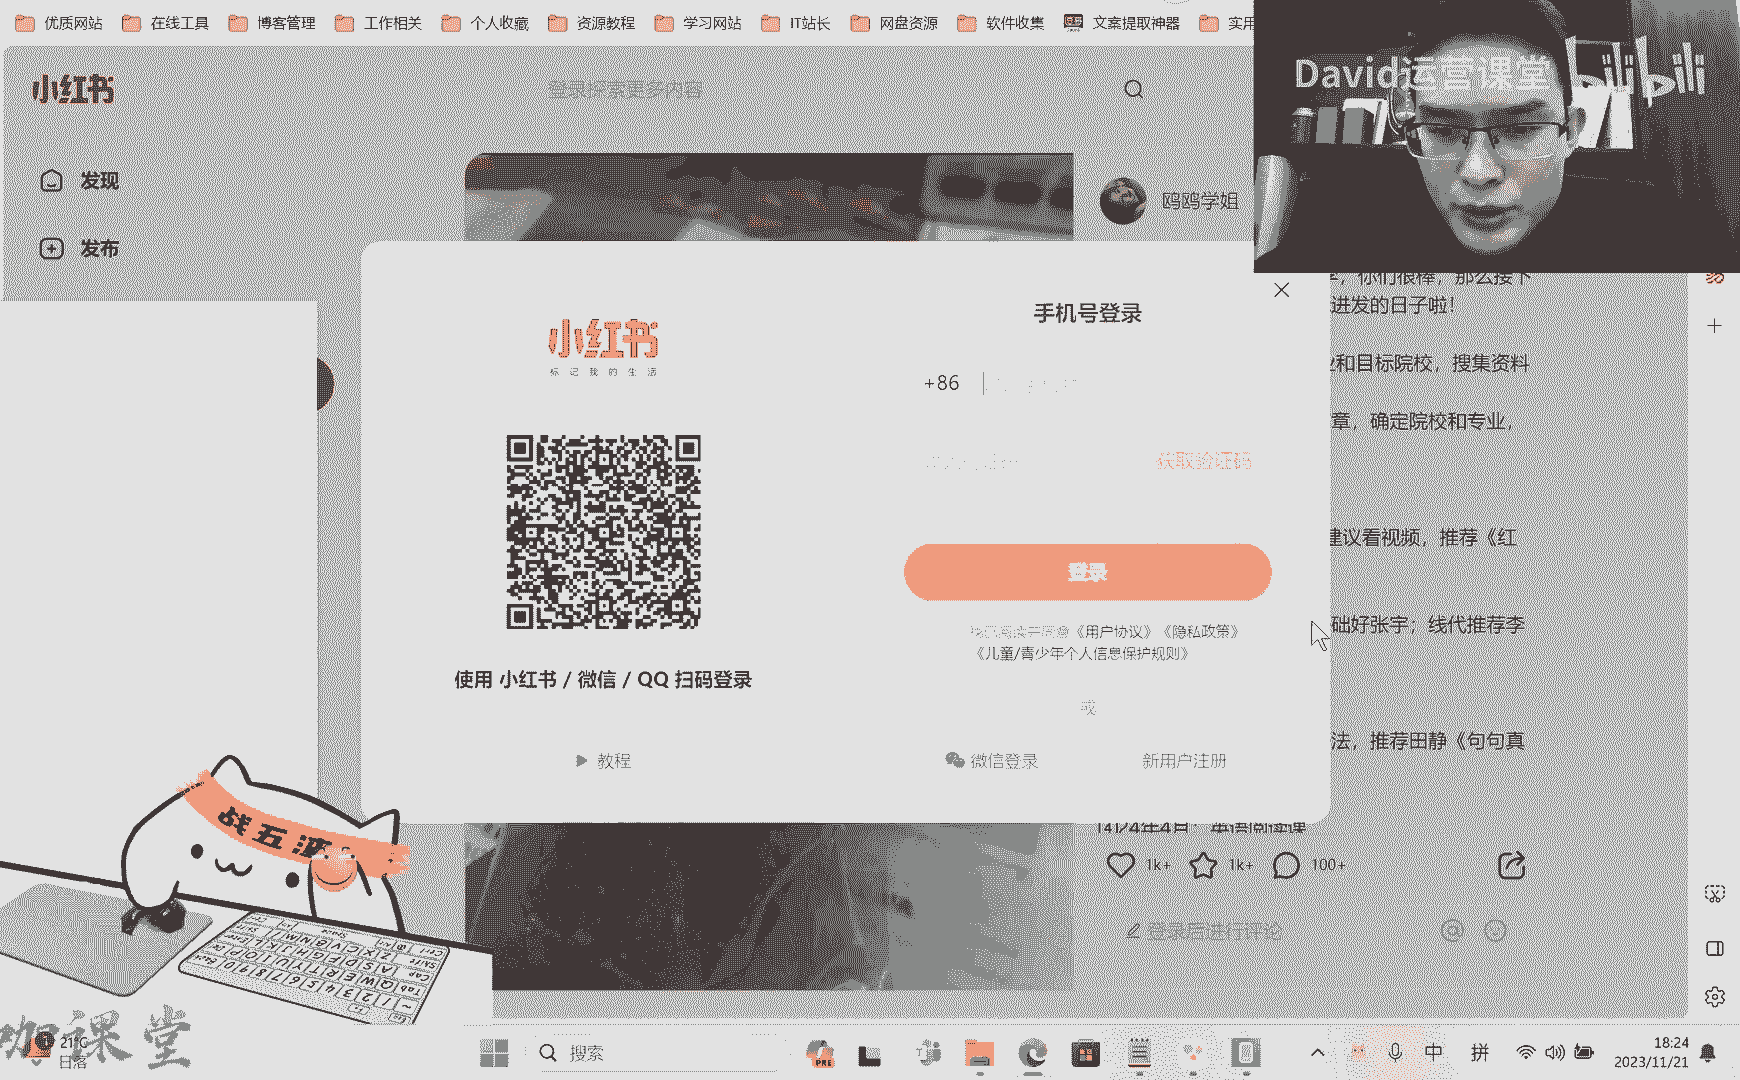 优质网站 在线工具 博客管理 工作相关 个人收藏 资源教程 学习网站 IT站长 网盘资源 软件收集 文案提取神器 实用
David运营课堂 bilibili
小红书
登录探索更多内容
发现
发布
鸥鸥学姐
你们很棒，那么接下
进发的日子啦！
和目标院校，搜集资料
章，确定院校和专业，
建议看视频，推荐《红
础好张宇；线代推荐李
法，推荐田静《句句真
小红书
标记我的生活
使用 小红书 / 微信 / QQ 扫码登录
教程
手机号登录
+86
获取验证码
登录
《用户协议》《隐私政策》
《儿童/青少年个人信息保护规则》
或
微信登录
新用户注册
1k+ 1k+ 100+
登录后进行评论
战五渣
课堂
1
21°C
日落
搜索
PRE
中
拼
18:24
2023/11/21